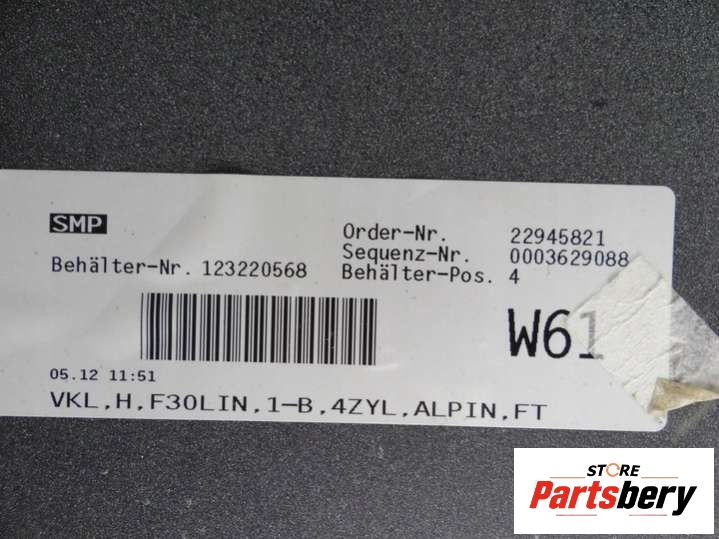 SMP
Order-Nr. 22945821
Sequenz-Nr. 0003629088
Behälter-Nr. 123220568 Behälter-Pos. 4
W61
05.12 11:51
VKL,H,F30LIN,1-B,4ZYL,ALPIN,FT
STORE
Partsbery